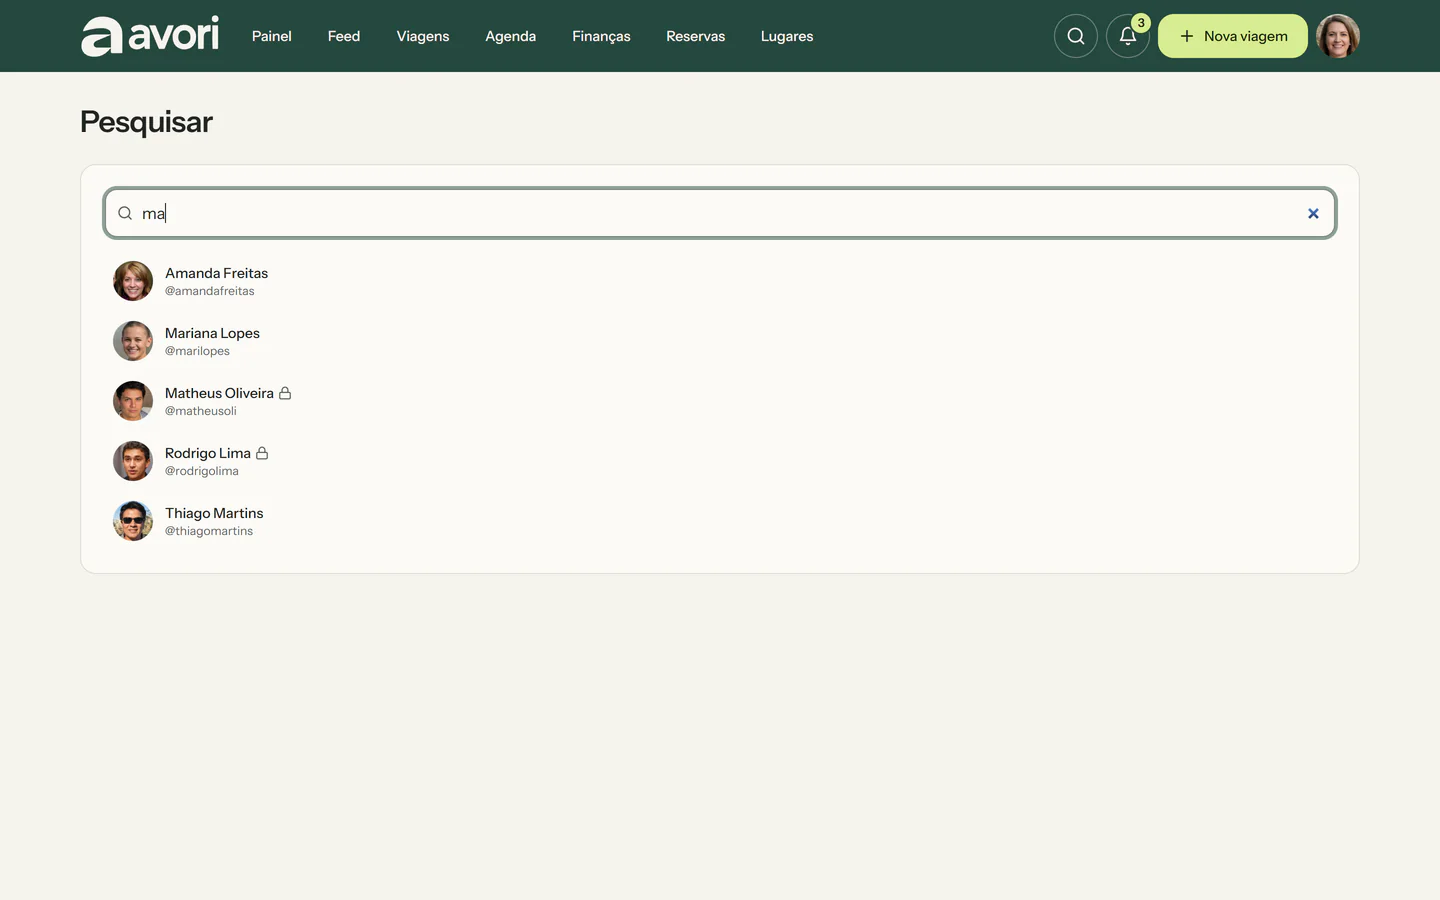 avori
Painel
Feed
Viagens
Agenda
Finanças
Reservas
Lugares
3
Nova viagem
Pesquisar
ma
Amanda Freitas
@amandafreitas
Mariana Lopes
@marilopes
Matheus Oliveira
@matheusoli
Rodrigo Lima
@rodrigolima
Thiago Martins
@thiagomartins